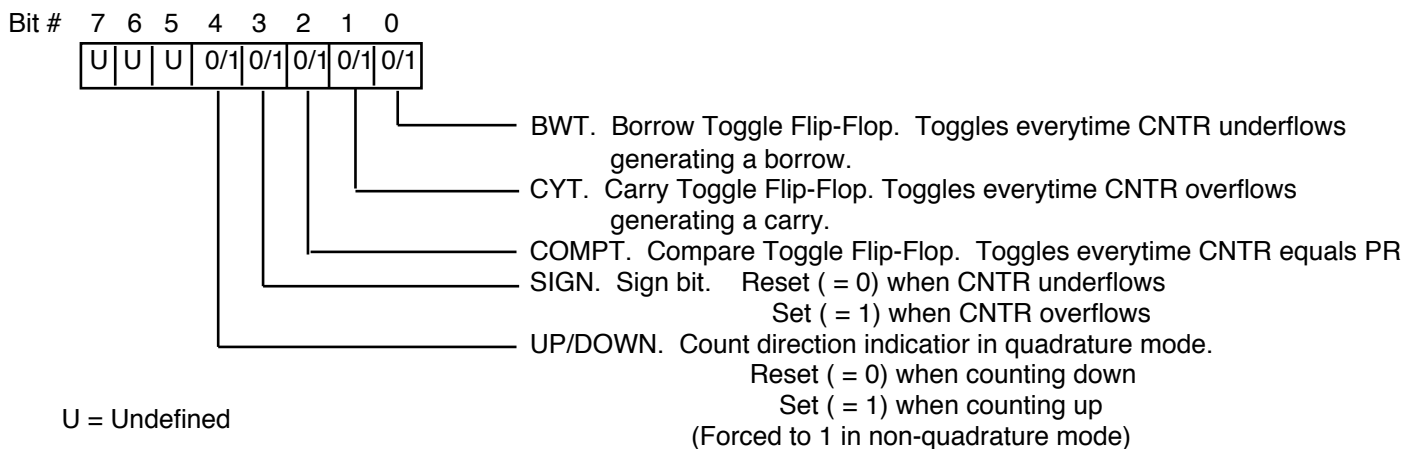 Bit # 7 6 5 4 3 2 1 0
U U U 0/1 0/1 0/1 0/1 0/1
BWT. Borrow Toggle Flip-Flop. Toggles everytime CNTR underflows
generating a borrow.
CYT. Carry Toggle Flip-Flop. Toggles everytime CNTR overflows
generating a carry.
COMPT. Compare Toggle Flip-Flop. Toggles everytime CNTR equals PR
SIGN. Sign bit. Reset ( = 0) when CNTR underflows
Set ( = 1) when CNTR overflows
UP/DOWN. Count direction indicatior in quadrature mode.
Reset ( = 0) when counting down
Set ( = 1) when counting up
U = Undefined
(Forced to 1 in non-quadrature mode)